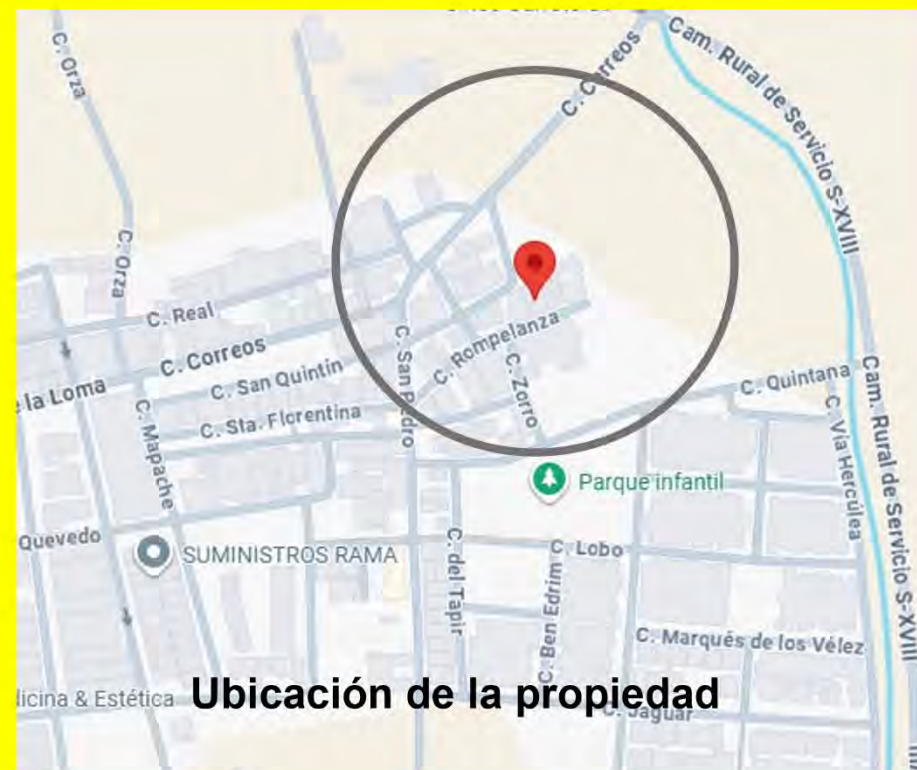 C. Orza
C. Correos
Cam. Rural de Servicio S-XVIII
C. Orza
C. Real
C. Correos
e la Loma
C. San Quintín
C. San Pedro
C. Rompelanza
C. Zorro
C. Quintana
C. Sta. Florentina
C. Mapache
C. Vía Hercúlea
Cam. Rural de Servicio S-XVIII
Parque infantil
Quevedo
SUMINISTROS RAMA
C. del Tapir
C. Lobo
C. Ben Edrim
C. Marqués de los Vélez
licina & Estética
Ubicación de la propiedad
C. Jaguar